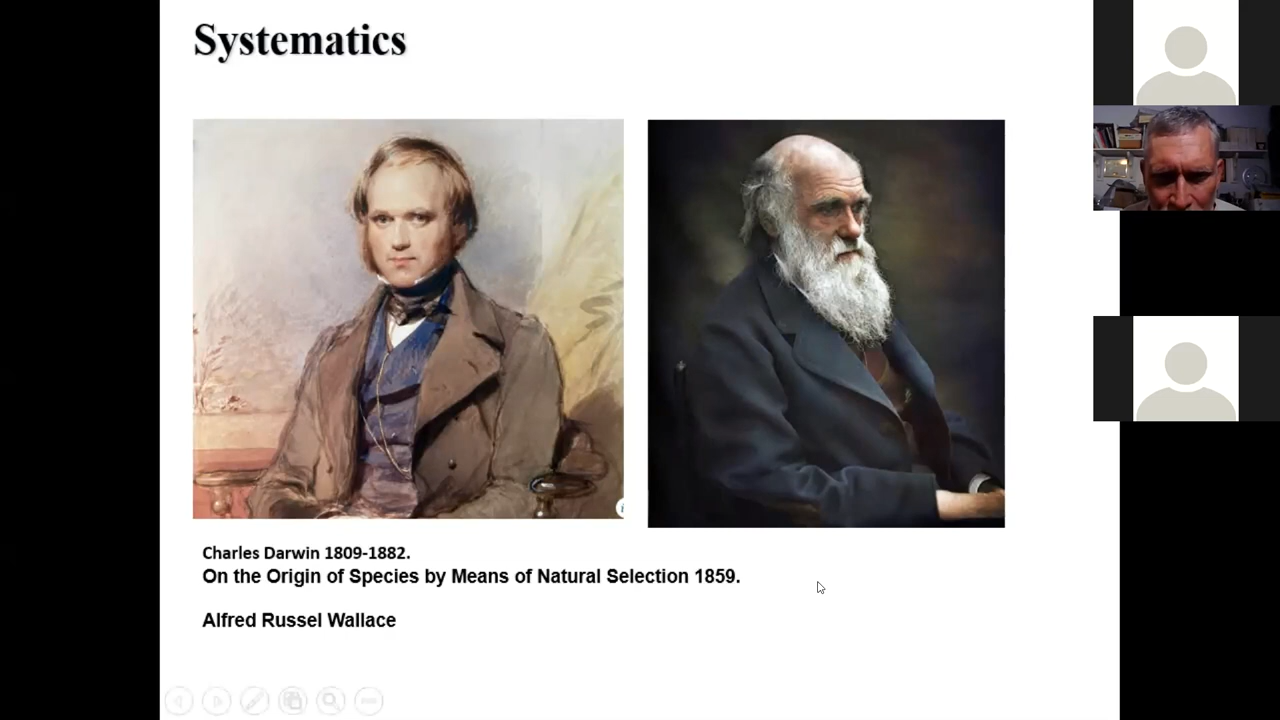 Systematics
Charles Darwin 1809-1882.
On the Origin of Species by Means of Natural Selection 1859.
Alfred Russel Wallace